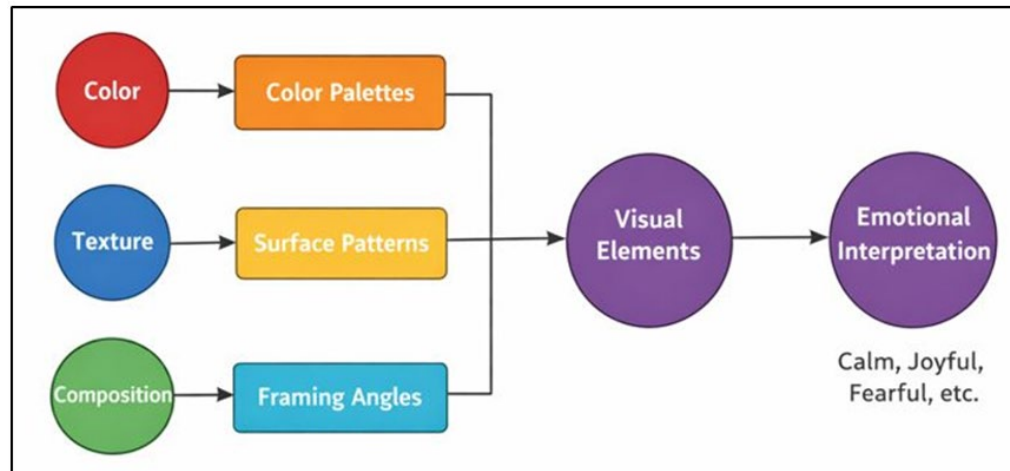 Color
Color Palettes
Texture
Surface Patterns
Composition
Framing Angles
Visual
Elements
Emotional
Interpretation
Calm, Joyful,
Fearful, etc.